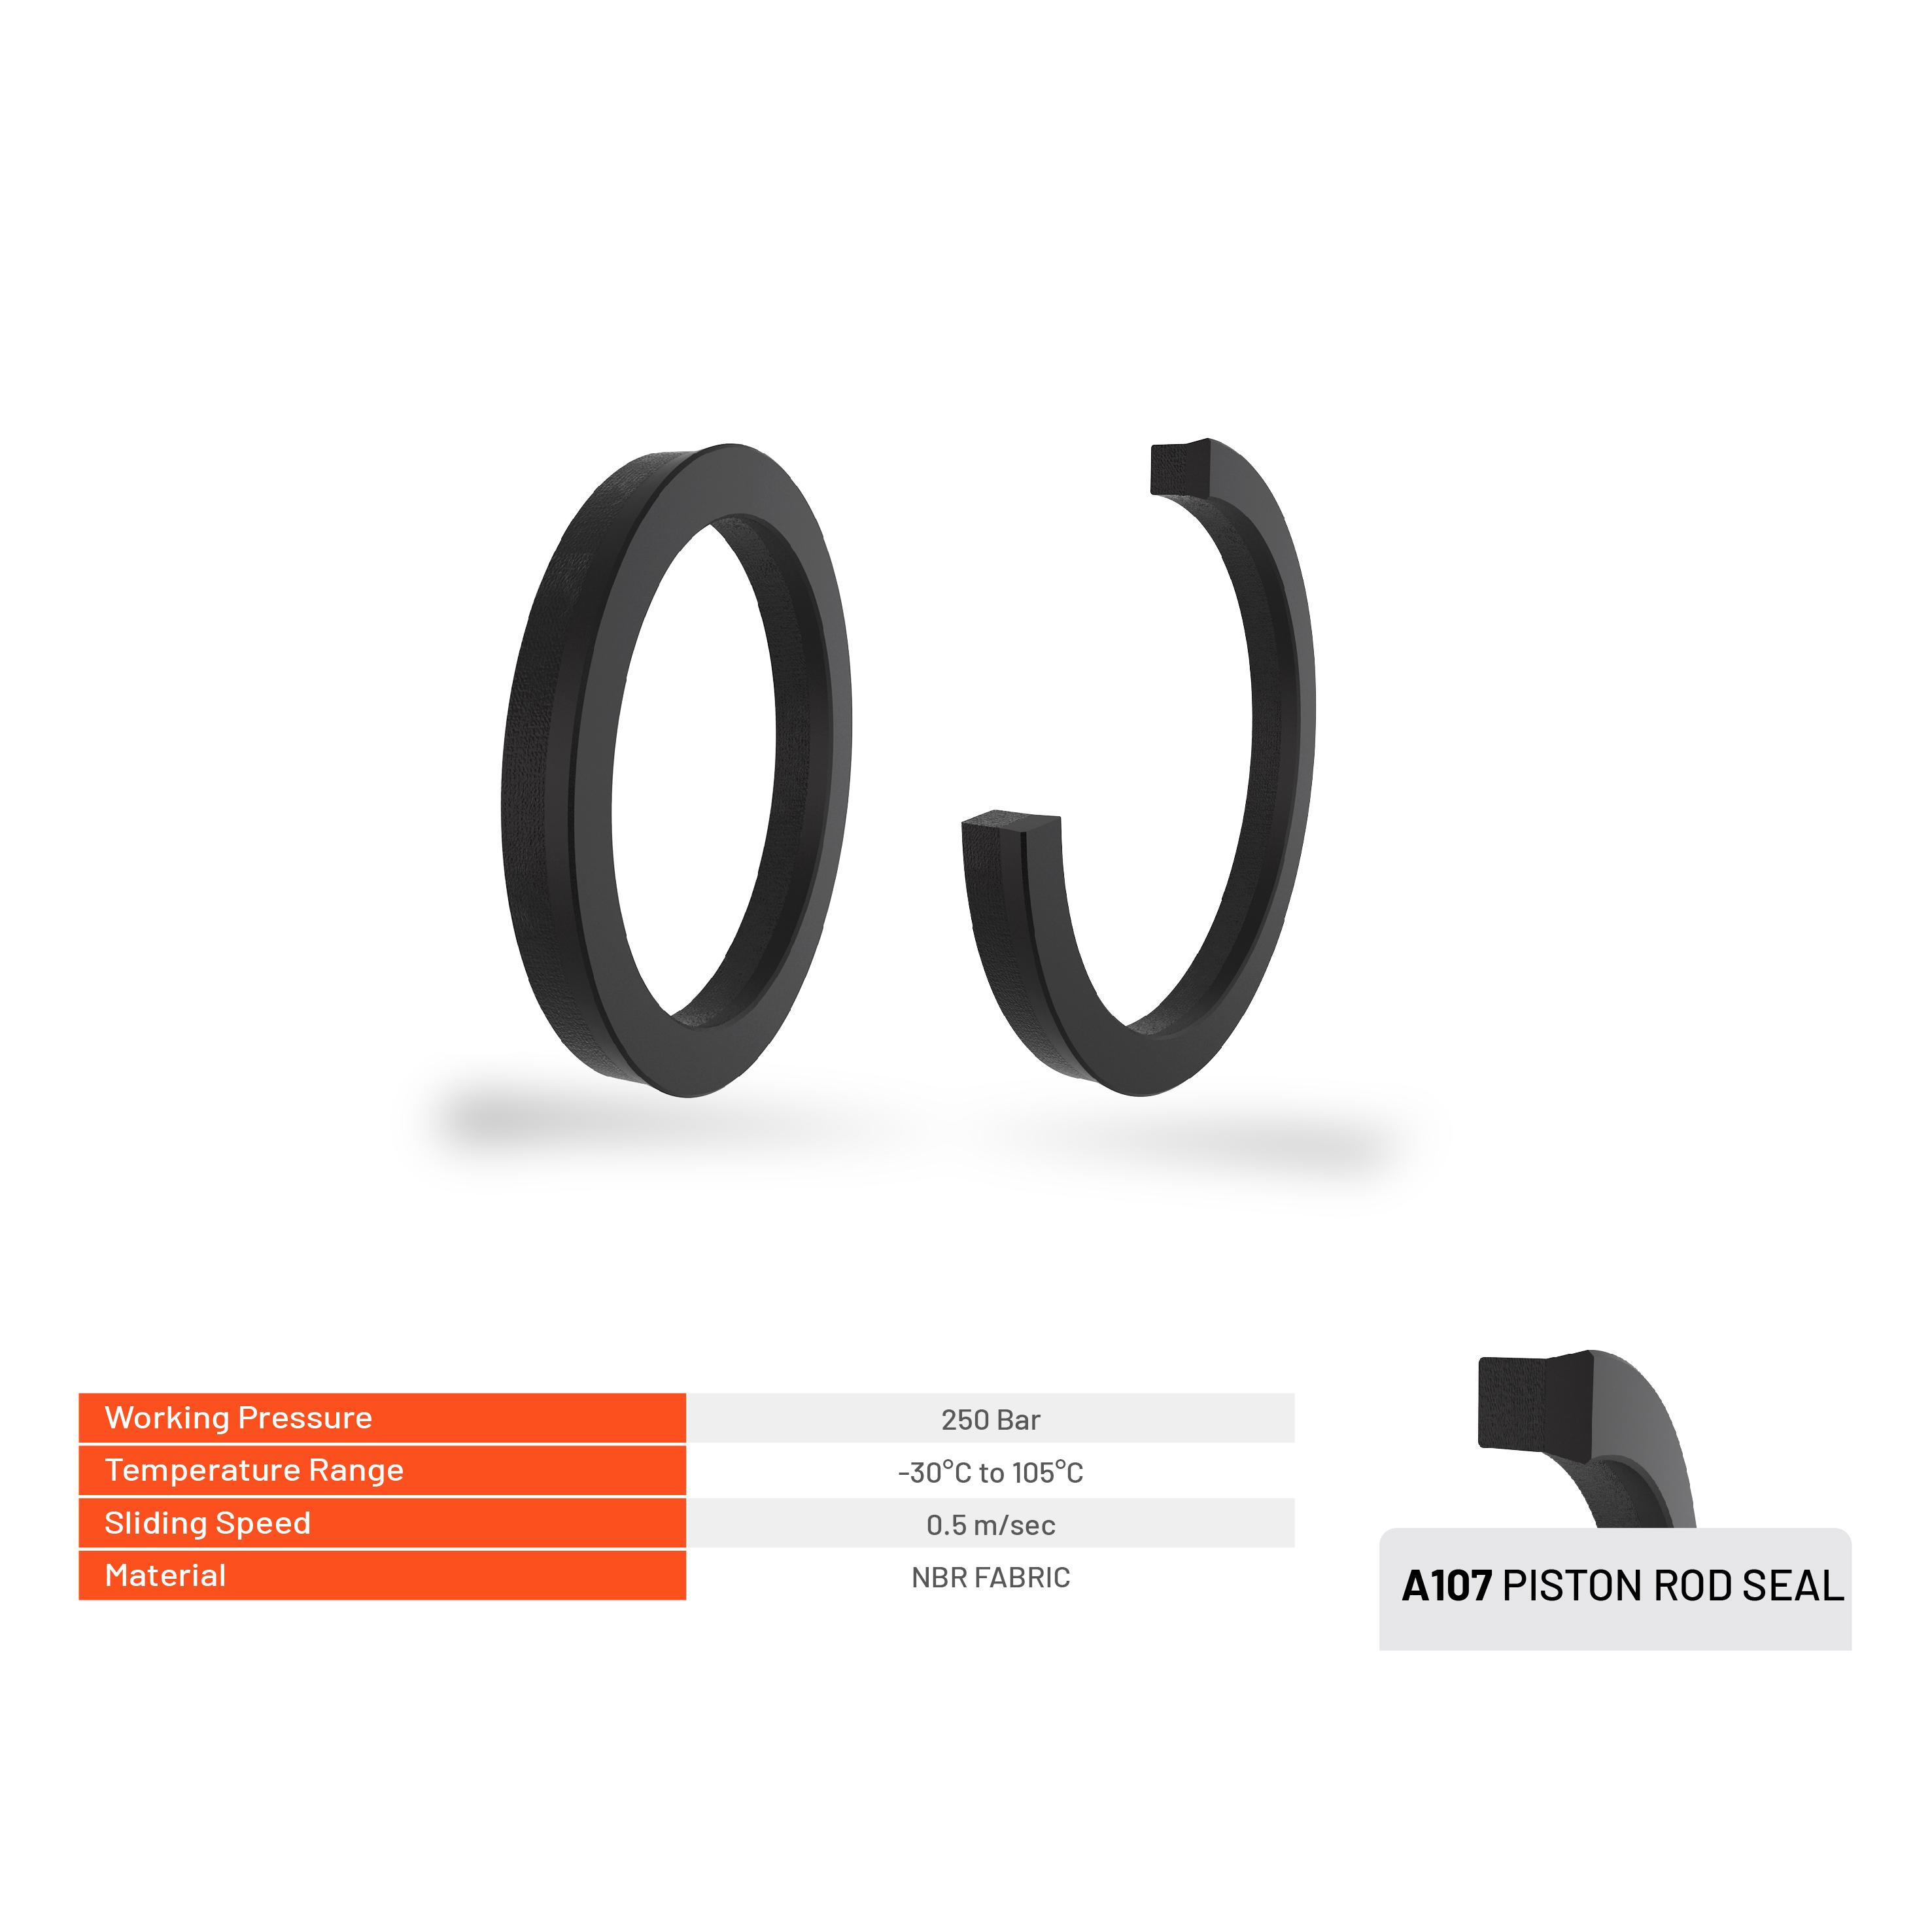 Working Pressure 250 Bar
Temperature Range -30°C to 105°C
Sliding Speed 0.5 m/sec
Material NBR FABRIC
A107 PISTON ROD SEAL